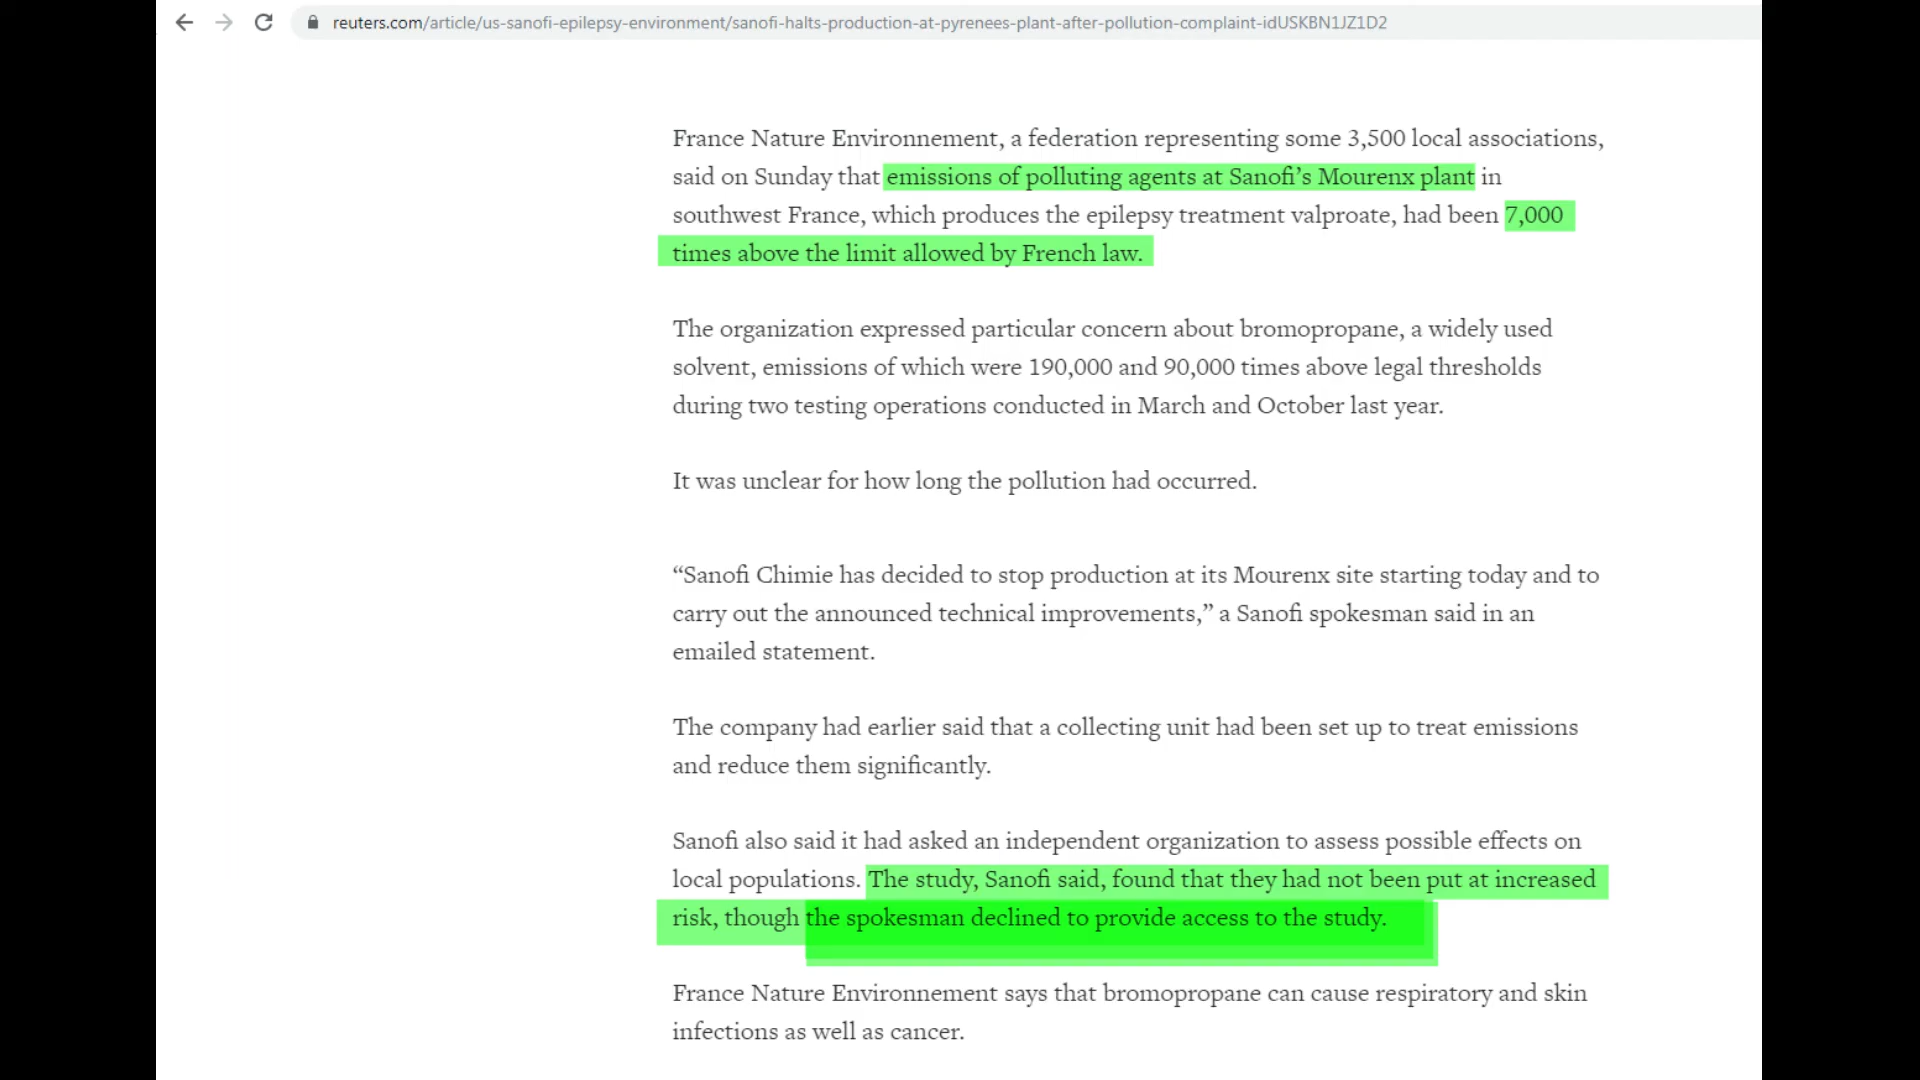 reuters.com/article/us-sanofi-epilepsy-environment/sanofi-halts-production-at-pyrenees-plant-after-pollution-complaint-idUSKBN1JZ1D2
France Nature Environnement, a federation representing some 3,500 local associations,
said on Sunday that emissions of polluting agents at Sanofi’s Mourenx plant in
southwest France, which produces the epilepsy treatment valproate, had been 7,000
times above the limit allowed by French law.
The organization expressed particular concern about bromopropane, a widely used
solvent, emissions of which were 190,000 and 90,000 times above legal thresholds
during two testing operations conducted in March and October last year.
It was unclear for how long the pollution had occurred.
“Sanofi Chimie has decided to stop production at its Mourenx site starting today and to
carry out the announced technical improvements,” a Sanofi spokesman said in an
emailed statement.
The company had earlier said that a collecting unit had been set up to treat emissions
and reduce them significantly.
Sanofi also said it had asked an independent organization to assess possible effects on
local populations. The study, Sanofi said, found that they had not been put at increased
risk, though the spokesman declined to provide access to the study.
France Nature Environnement says that bromopropane can cause respiratory and skin
infections as well as cancer.